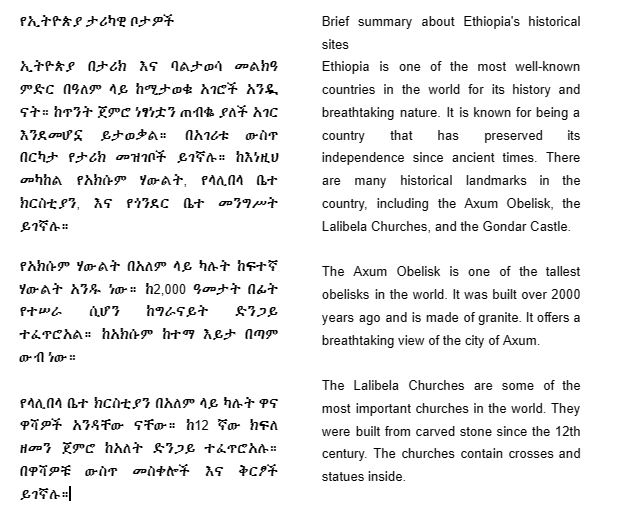 የኢትዮጵያ ታሪካዊ ቦታዎች
ኢትዮጵያ በታሪክ እና ባልታወሳ መልክዓ
ምድር በዓለም ላይ ከሚታወቁ አገሮች አንዷ
ናት። ከጥንት ጀምሮ ነፃነቷን ጠብቁ ያለች አገር
እንደመሆኗ ይታወቃል። በአገሪቱ ውስጥ
በርካታ የታሪክ መዝገቦች ይገኛሉ። ከእነዚህ
መካከል የአክሱም ሃውልት, የላሊበላ ቤተ
ክርስቲያን, እና የጎንደር ቤተ መንግሥት
ይገኛሉ።
የአክሱም ሃውልት በአለም ላይ ካሉት ከፍተኛ
ሃውልት አንዱ ነው። ከ2,000 ዓመታት በፊት
የተሠራ ሲሆን ከግራናይት ድንጋይ
ተፈጥሮአል። ከአክሱም ከተማ እይታ በጣም
ውብ ነው።
የላሊበላ ቤተ ክርስቲያን በአለም ላይ ካሉት ዋና
ዋሻዎች አንዳቸው ናቸው። ከ12 ኛው ክፍለ
ዘመን ጀምሮ ከአለት ድንጋይ ተፈጥሮአሉ።
በዋሻዎቹ ውስጥ መስቀሎች እና ቅርፆች
ይገኛሉ።
Brief summary about Ethiopia's historical
sites
Ethiopia is one of the most well-known
countries in the world for its history and
breathtaking nature. It is known for being a
country that has preserved its
independence since ancient times. There
are many historical landmarks in the
country, including the Axum Obelisk, the
Lalibela Churches, and the Gondar Castle.
The Axum Obelisk is one of the tallest
obelisks in the world. It was built over 2000
years ago and is made of granite. It offers a
breathtaking view of the city of Axum.
The Lalibela Churches are some of the
most important churches in the world. They
were built from carved stone since the 12th
century. The churches contain crosses and
statues inside.